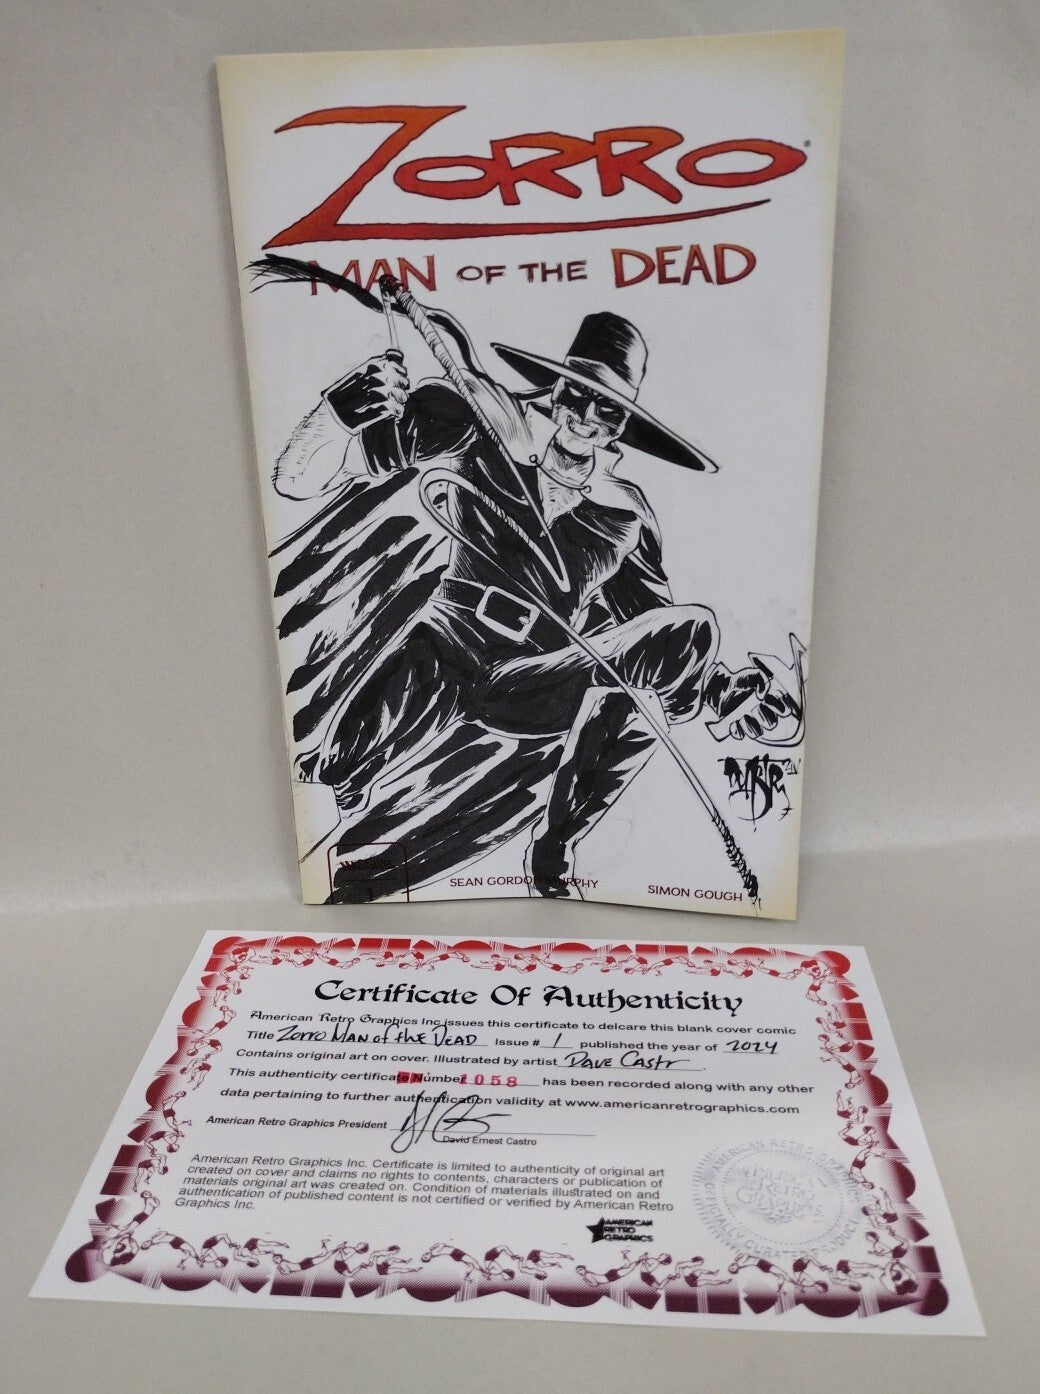 ZORRO
MAN OF THE DEAD
MASSIVE
1
SEAN GORDON MURPHY
SIMON GOUGH
Certificate Of Authenticity
American Retro Graphics Inc issues this certificate to delcare this blank cover comic
Title Zorro Man of the Dead Issue # 1 published the year of 2024
Contains original art on cover. Illustrated by artist Dave Castr.
This authenticity certificate Number 1058 has been recorded along with any other
data pertaining to further authentication validity at www.americanretrographics.com
American Retro Graphics President
David Ernest Castro
American Retro Graphics Inc. Certificate is limited to authenticity of original art
created on cover and claims no rights to contents, characters or publication of
materials original art was created on. Condition of materials illustrated on and
authentication of published content is not certified or verified by American Retro
Graphics Inc.
AMERICAN
RETRO
GRAPHICS